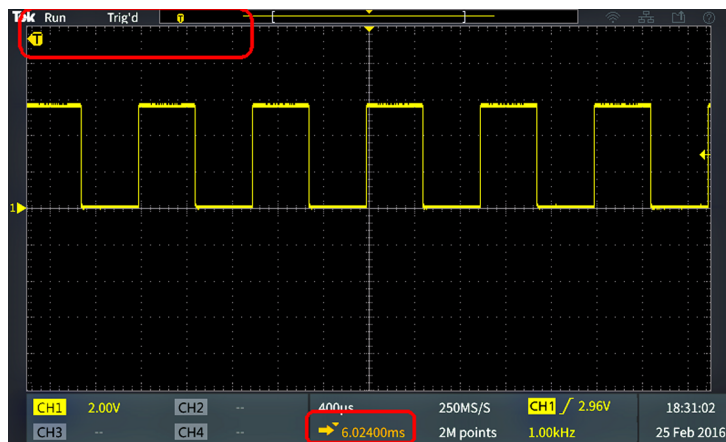 Tek Run Trig'd T
T
1
CH1 2.00V CH2 -- 400µs 250MS/S CH1 2.96V 18:31:02
CH3 -- CH4 -- 6.02400ms 2M points 1.00kHz 25 Feb 2016